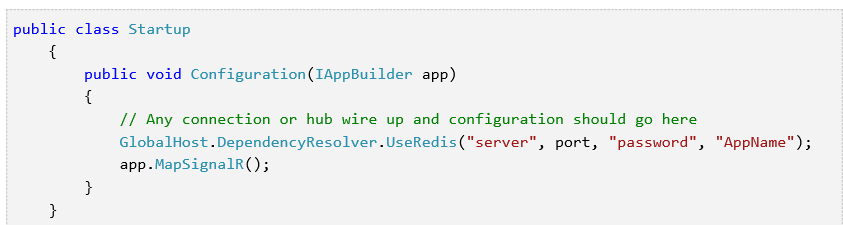 public class Startup
    {
        public void Configuration(IAppBuilder app)
        {
            // Any connection or hub wire up and configuration should go here
            GlobalHost.DependencyResolver.UseRedis("server", port, "password", "AppName");
            app.MapSignalR();
        }
    }